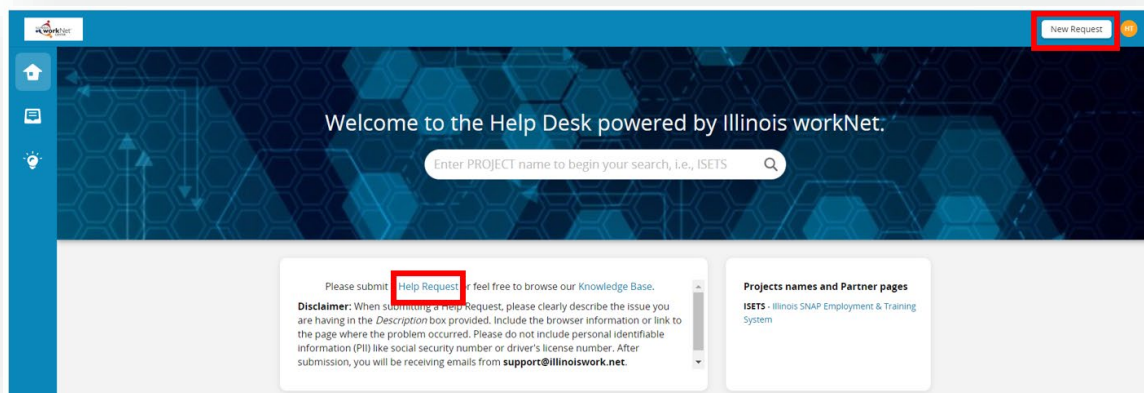 workNet
New Request
HT
Welcome to the Help Desk powered by Illinois workNet.
Enter PROJECT name to begin your search, i.e., ISETS
Please submit Help Request or feel free to browse our Knowledge Base.
Disclaimer: When submitting a Help Request, please clearly describe the issue you
are having in the Description box provided. Include the browser information or link to
the page where the problem occurred. Please do not include personal identifiable
information (PII) like social security number or driver's license number. After
submission, you will be receiving emails from support@illinoiswork.net.
Projects names and Partner pages
ISETS - Illinois SNAP Employment & Training
System